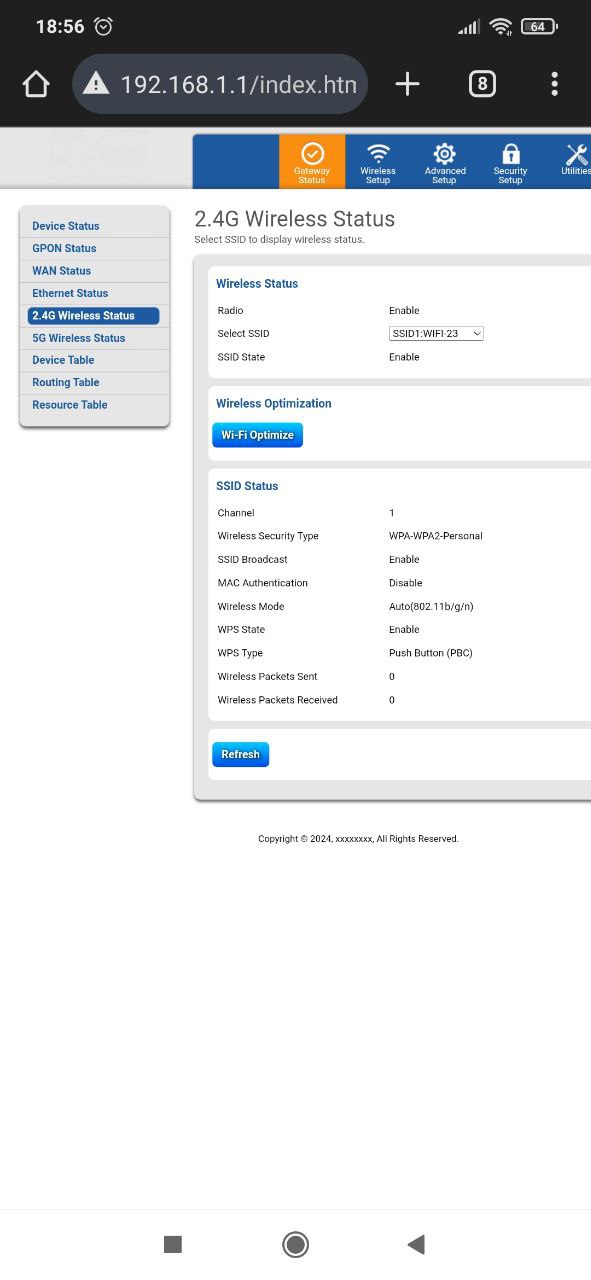 18:56
64
192.168.1.1/index.htn
8
Gateway Status
Wireless Setup
Advanced Setup
Security Setup
Utilities
Device Status
GPON Status
WAN Status
Ethernet Status
2.4G Wireless Status
5G Wireless Status
Device Table
Routing Table
Resource Table
2.4G Wireless Status
Select SSID to display wireless status.
Wireless Status
Radio Enable
Select SSID SSID1:WIFI-23
SSID State Enable
Wireless Optimization
Wi-Fi Optimize
SSID Status
Channel 1
Wireless Security Type WPA-WPA2-Personal
SSID Broadcast Enable
MAC Authentication Disable
Wireless Mode Auto(802.11b/g/n)
WPS State Enable
WPS Type Push Button (PBC)
Wireless Packets Sent 0
Wireless Packets Received 0
Refresh
Copyright © 2024, xxxxxxxx, All Rights Reserved.